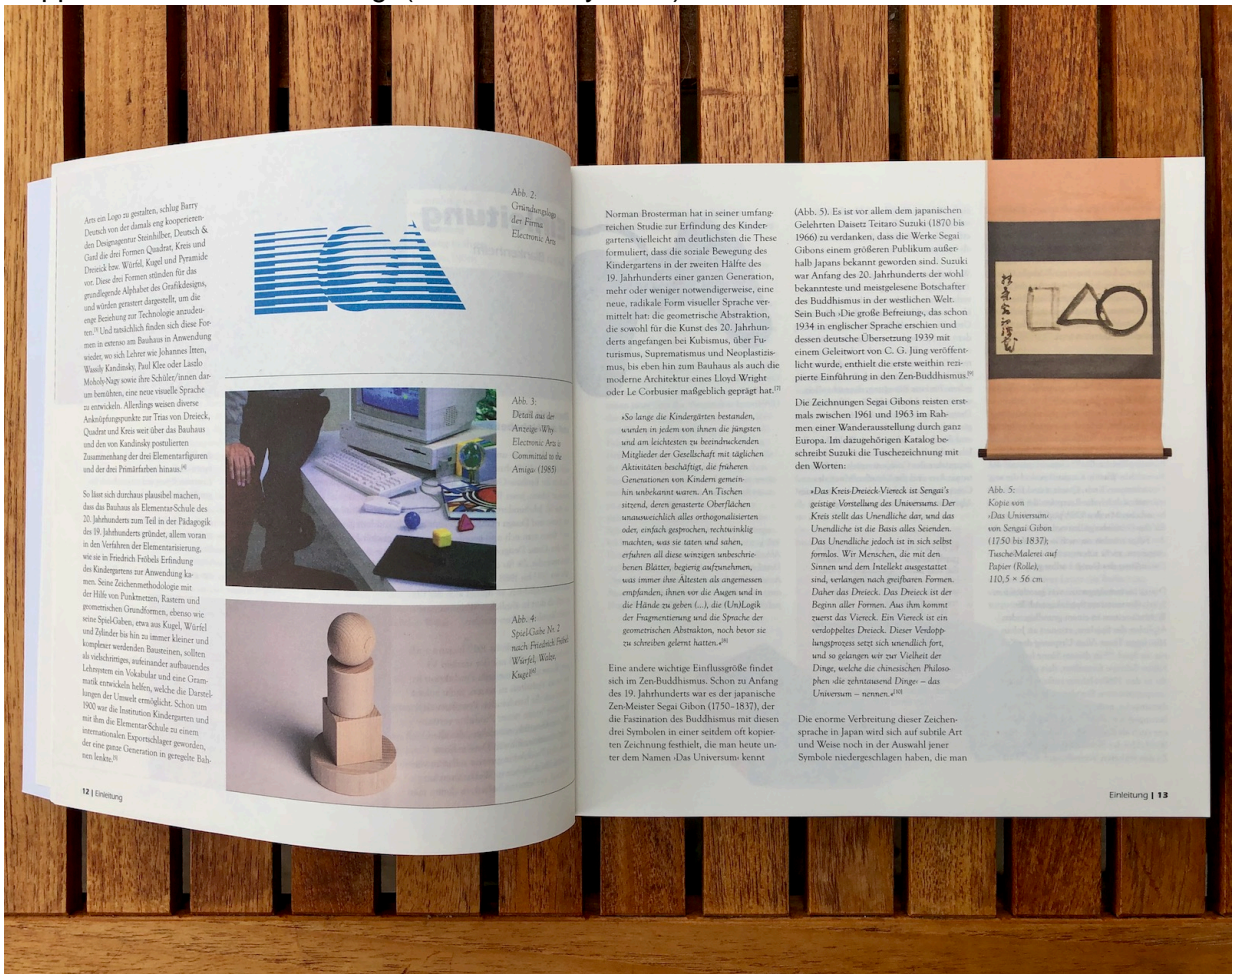 Arts ein Logo zu gestalten, schlug Barry
Deutsch von der damals eng kooperieren-
den Designagentur Steinhilber, Deutsch &
Gard die drei Formen Quadrat, Kreis und
Dreieck bzw. Würfel, Kugel und Pyramide
vor. Diese drei Formen stünden für das
grundlegende Alphabet des Grafikdesigns,
und würden gerastert dargestellt, um die
enge Beziehung zur Technologie anzudeu-
ten.[5] Und tatsächlich finden sich diese For-
men in extenso am Bauhaus in Anwendung
wieder, wo sich Lehrer wie Johannes Itten,
Wassily Kandinsky, Paul Klee oder Laszlo
Moholy-Nagy sowie ihre Schüler/innen dar-
um bemühten, eine neue visuelle Sprache
zu entwickeln. Allerdings weisen diverse
Anknüpfungspunkte zur Trias von Dreieck,
Quadrat und Kreis weit über das Bauhaus
und den von Kandinsky postulierten
Zusammenhang der drei Elementarfiguren
und der drei Primärfarben hinaus.[4]
So lässt sich durchaus plausibel machen,
dass das Bauhaus als Elementar-Schule des
20. Jahrhunderts zum Teil in der Pädagogik
des 19. Jahrhunderts gründet, allem voran
in den Verfahren der Elementarisierung,
wie sie in Friedrich Fröbels Erfindung
des Kindergartens zur Anwendung ka-
men. Seine Zeichenmethodologie mit
der Hilfe von Punktnetzen, Rastern und
geometrischen Grundformen, ebenso wie
seine Spiel-Gaben, etwa aus Kugel, Würfel
und Zylinder bis hin zu immer kleiner und
komplexer werdenden Bausteinen, sollten
als vielschichtiges, aufeinander aufbauendes
Lehrsystem ein Vokabular und eine Gram-
matik entwickeln helfen, welche die Darstel-
lungen der Umwelt ermöglicht. Schon um
1900 war die Institution Kindergarten und
mit ihm die Elementar-Schule zu einem
internationalen Exportschlager geworden,
der eine ganze Generation in geregelte Bah-
nen lenkte.[5]
12 | Einleitung
Abb. 2:
Gründungslogo
der Firma
Electronic Arts
Abb. 3:
Detail aus der
Anzeige ›Why
Electronic Arts is
Committed to the
Amiga‹ (1985)
Abb. 4:
Spiel-Gabe Nr. 2
nach Friedrich Fröbel
Würfel, Walze,
Kugel[6]
Norman Brosterman hat in seiner umfang-
reichen Studie zur Erfindung des Kinder-
gartens vielleicht am deutlichsten die These
formuliert, dass die soziale Bewegung des
Kindergartens in der zweiten Hälfte des
19. Jahrhunderts einer ganzen Generation,
mehr oder weniger notwendigerweise, eine
neue, radikale Form visueller Sprache ver-
mittelt hat: die geometrische Abstraktion,
die sowohl für die Kunst des 20. Jahrhun-
derts angefangen bei Kubismus, über Fu-
turismus, Suprematismus und Neoplastizis-
mus, bis eben hin zum Bauhaus als auch die
moderne Architektur eines Lloyd Wright
oder Le Corbusier maßgeblich geprägt hat.[7]
»So lange die Kindergärten bestanden,
wurden in jedem von ihnen die jüngsten
und am leichtesten zu beeindruckenden
Mitglieder der Gesellschaft mit täglichen
Aktivitäten beschäftigt, die früheren
Generationen von Kindern gemein-
hin unbekannt waren. An Tischen
sitzend, deren gerasterte Oberflächen
unausweichlich alles orthogonalisierten
oder, einfach gesprochen, rechtwinklig
machten, was sie taten und sahen,
erfuhren all diese winzigen unbeschrie-
benen Blätter, begierig aufzunehmen,
was immer ihre Ältesten als angemessen
empfanden, ihnen vor die Augen und in
die Hände zu geben (...), die (Un)Logik
der Fragmentierung und die Sprache der
geometrischen Abstrakton, noch bevor sie
zu schreiben gelernt hatten.«[8]
Eine andere wichtige Einflussgröße findet
sich im Zen-Buddhismus. Schon zu Anfang
des 19. Jahrhunderts war es der japanische
Zen-Meister Segai Gibon (1750–1837), der
die Faszination des Buddhismus mit diesen
drei Symbolen in einer seitdem oft kopier-
ten Zeichnung festhielt, die man heute un-
ter dem Namen ›Das Universum‹ kennt
(Abb. 5). Es ist vor allem dem japanischen
Gelehrten Daisetz Teitaro Suzuki (1870 bis
1966) zu verdanken, dass die Werke Segai
Gibons einem größeren Publikum außer-
halb Japans bekannt geworden sind. Suzuki
war Anfang des 20. Jahrhunderts der wohl
bekannteste und meistgelesene Botschafter
des Buddhismus in der westlichen Welt.
Sein Buch ›Die große Befreiung‹, das schon
1934 in englischer Sprache erschien und
dessen deutsche Übersetzung 1939 mit
einem Geleitwort von C. G. Jung veröffent-
licht wurde, enthielt die erste weithin rezi-
pierte Einführung in den Zen-Buddhismus.[9]
Die Zeichnungen Segai Gibons reisten erst-
mals zwischen 1961 und 1963 im Rah-
men einer Wanderausstellung durch ganz
Europa. Im dazugehörigen Katalog be-
schreibt Suzuki die Tuschezeichnung mit
den Worten:
»Das Kreis-Dreieck-Viereck ist Sengai's
geistige Vorstellung des Universums. Der
Kreis stellt das Unendliche dar, und das
Unendliche ist die Basis alles Seienden.
Das Unendliche jedoch ist in sich selbst
formlos. Wir Menschen, die mit den
Sinnen und dem Intellekt ausgestattet
sind, verlangen nach greifbaren Formen.
Daher das Dreieck. Das Dreieck ist der
Beginn aller Formen. Aus ihm kommt
zuerst das Viereck. Ein Viereck ist ein
verdoppeltes Dreieck. Dieser Verdopp-
lungsprozess setzt sich unendlich fort,
und so gelangen wir zur Vielheit der
Dinge, welche die chinesischen Philoso-
phen ›die zehntausend Dinge‹ – das
Universum – nennen.«[10]
Die enorme Verbreitung dieser Zeichen-
sprache in Japan wird sich auf subtile Art
und Weise noch in der Auswahl jener
Symbole niedergeschlagen haben, die man
Abb. 5:
Kopie von
›Das Universum‹
von Sengai Gibon
(1750 bis 1837);
Tusche-Malerei auf
Papier (Rolle),
110,5 × 56 cm
Einleitung | 13